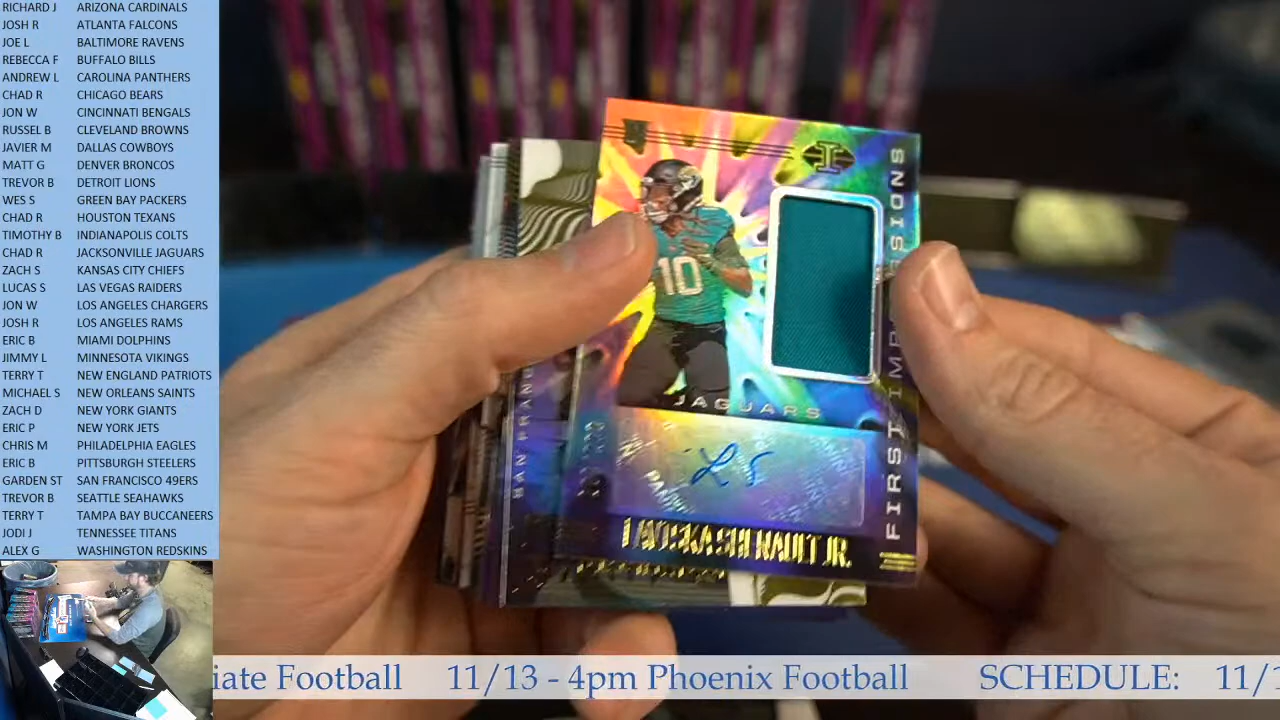 RICHARD J ARIZONA CARDINALS
JOSH R ATLANTA FALCONS
JOE L BALTIMORE RAVENS
REBECCA F BUFFALO BILLS
ANDREW L CAROLINA PANTHERS
CHAD R CHICAGO BEARS
JON W CINCINNATI BENGALS
RUSSEL B CLEVELAND BROWNS
JAVIER M DALLAS COWBOYS
MATT G DENVER BRONCOS
TREVOR B DETROIT LIONS
WES S GREEN BAY PACKERS
CHAD R HOUSTON TEXANS
TIMOTHY B INDIANAPOLIS COLTS
CHAD R JACKSONVILLE JAGUARS
ZACH S KANSAS CITY CHIEFS
LUCAS S LAS VEGAS RAIDERS
JON W LOS ANGELES CHARGERS
JOSH R LOS ANGELES RAMS
ERIC B MIAMI DOLPHINS
JIMMY L MINNESOTA VIKINGS
TERRY T NEW ENGLAND PATRIOTS
MICHAEL S NEW ORLEANS SAINTS
ZACH D NEW YORK GIANTS
ERIC P NEW YORK JETS
CHRIS M PHILADELPHIA EAGLES
ERIC B PITTSBURGH STEELERS
GARDEN ST SAN FRANCISCO 49ERS
TREVOR B SEATTLE SEAHAWKS
TERRY T TAMPA BAY BUCCANEERS
JODI J TENNESSEE TITANS
ALEX G WASHINGTON REDSKINS
10
JAGUARS
LAVISKA SHENAULT JR.
FIRST IMPRESSIONS
SAN FRANC
iate Football 11/13 - 4pm Phoenix Football SCHEDULE: 11/1